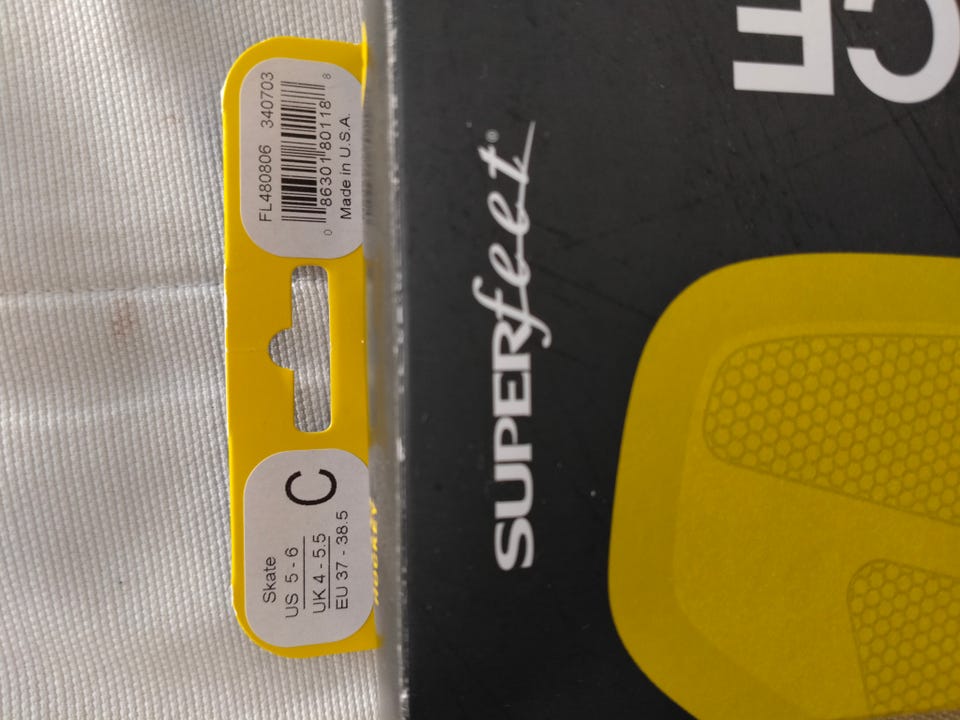 Skate
US 5 - 6
UK 4 - 5.5
EU 37 - 38.5
C
FL480806 340703
0 86301 80118 8
Made in U.S.A.
SUPERfeet®